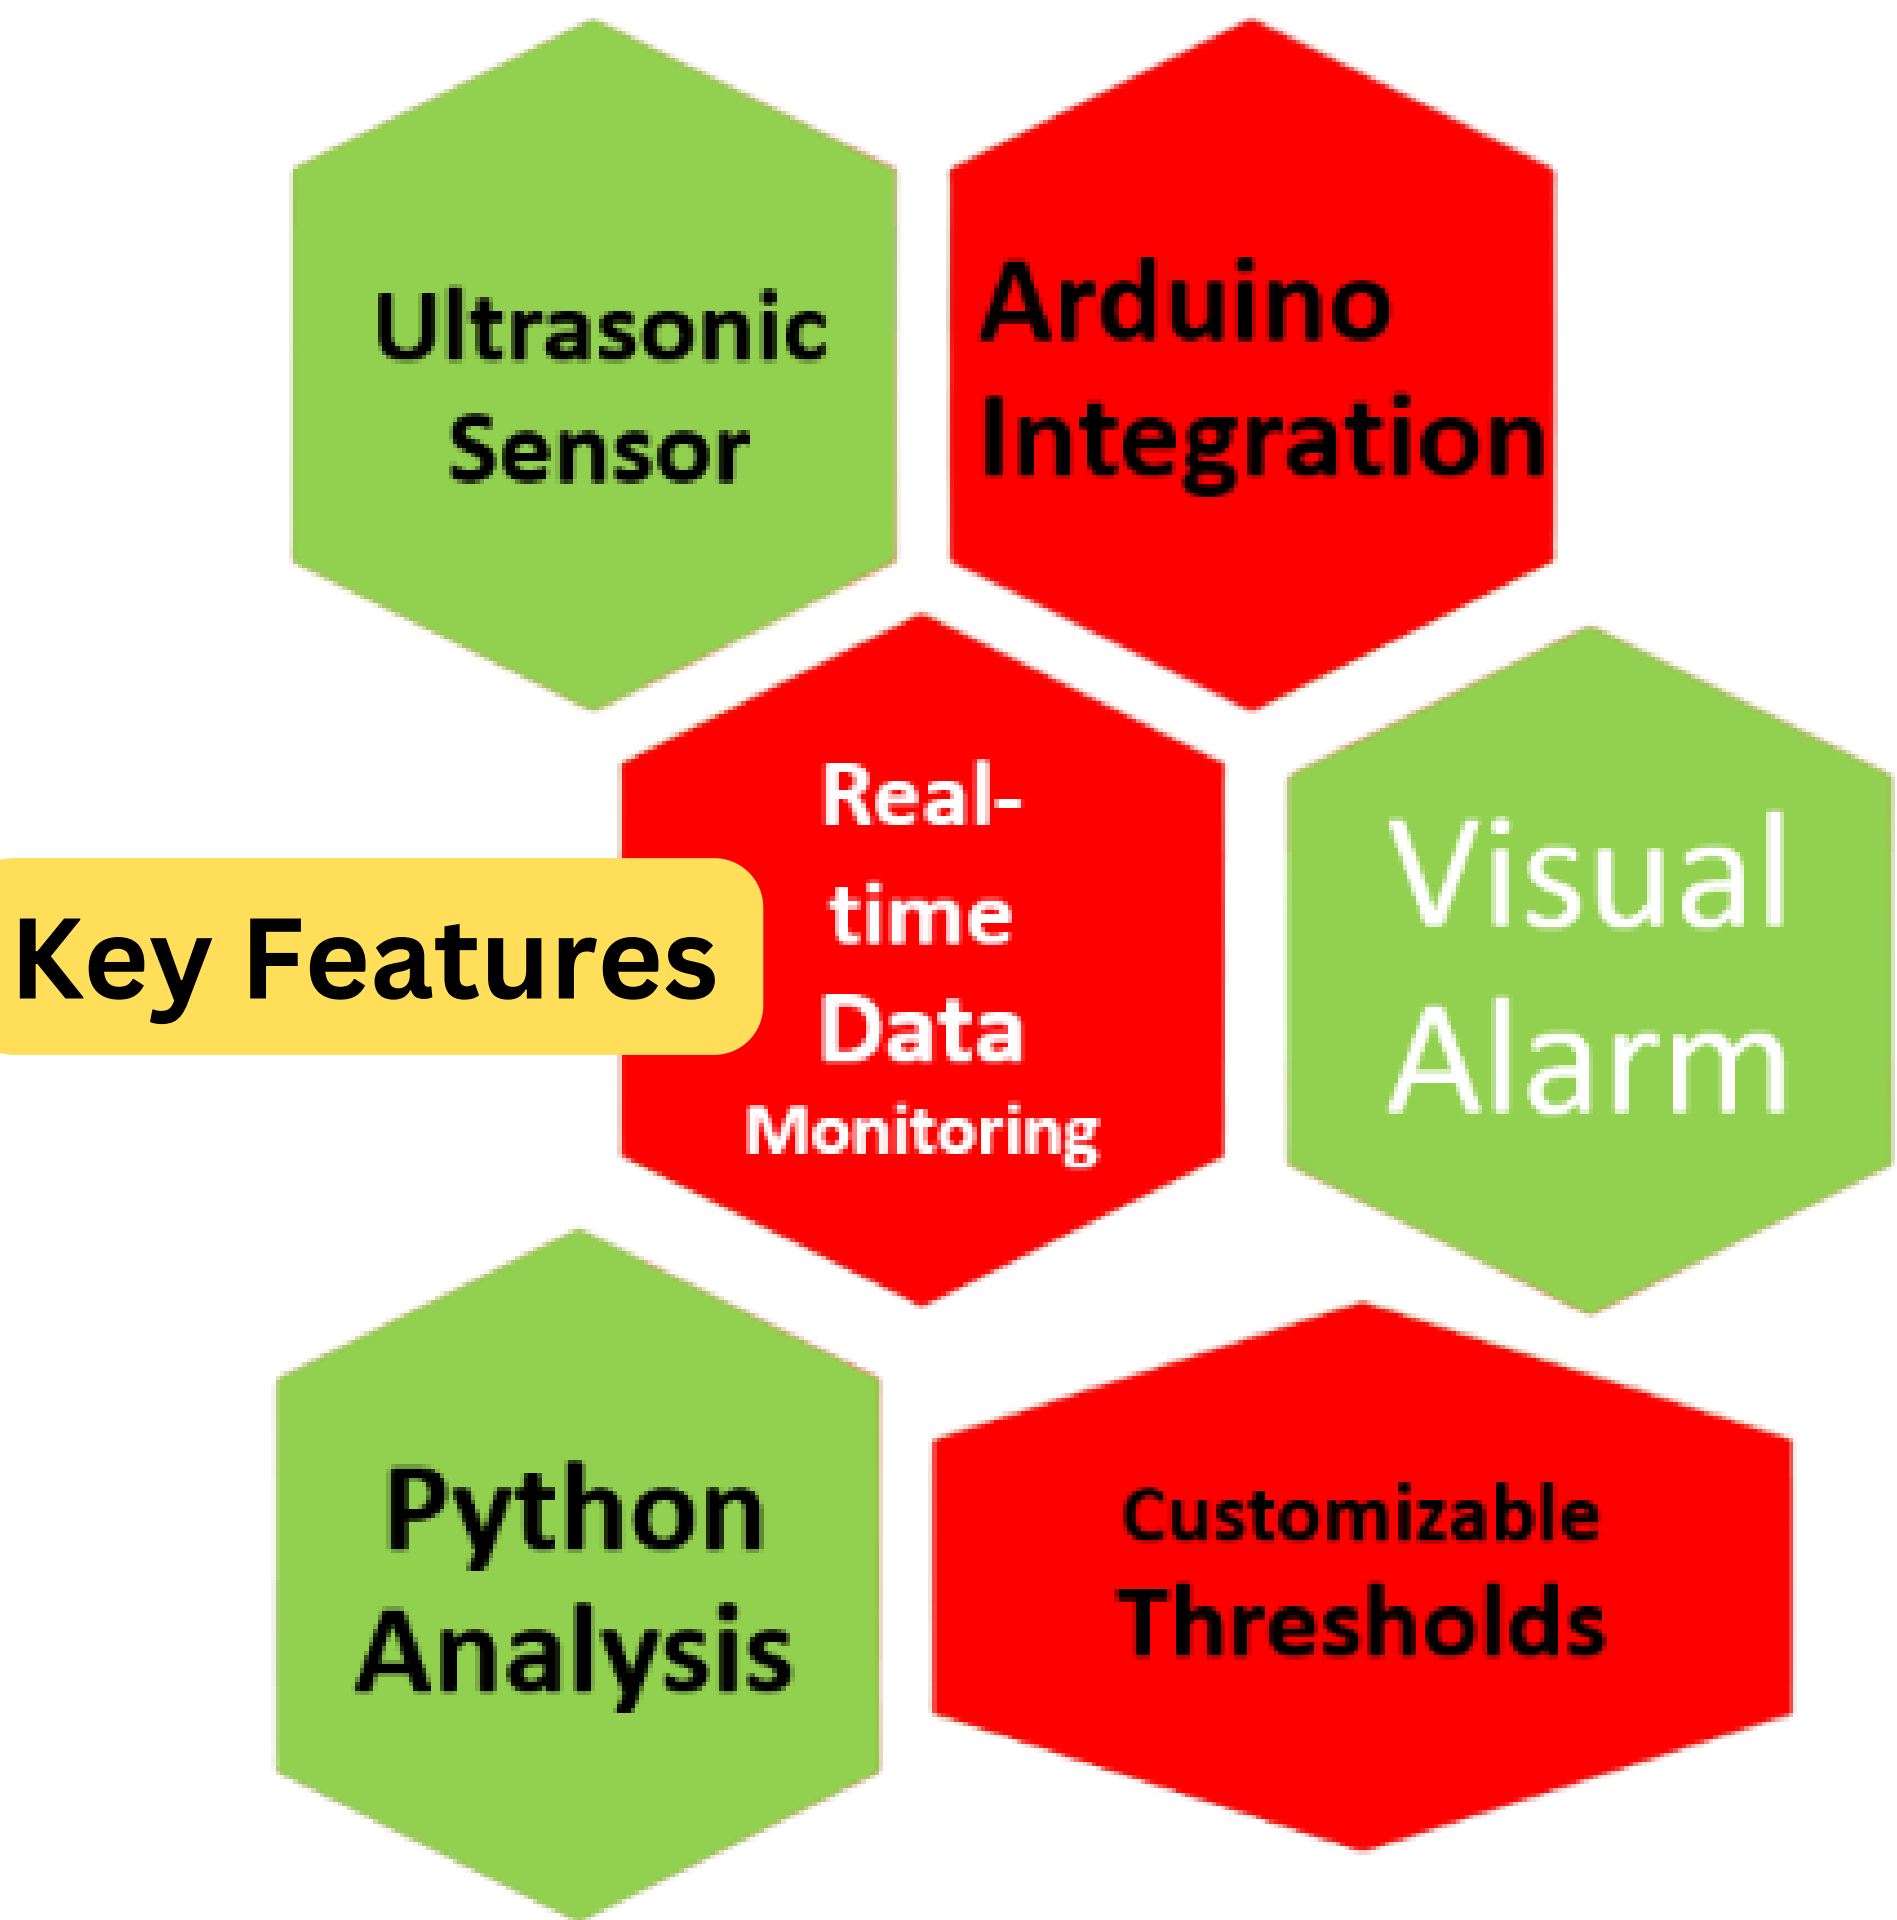 Ultrasonic
Sensor
Arduino
Integration
Key Features
Real-
time
Data
Monitoring
Visual
Alarm
Python
Analysis
Customizable
Thresholds